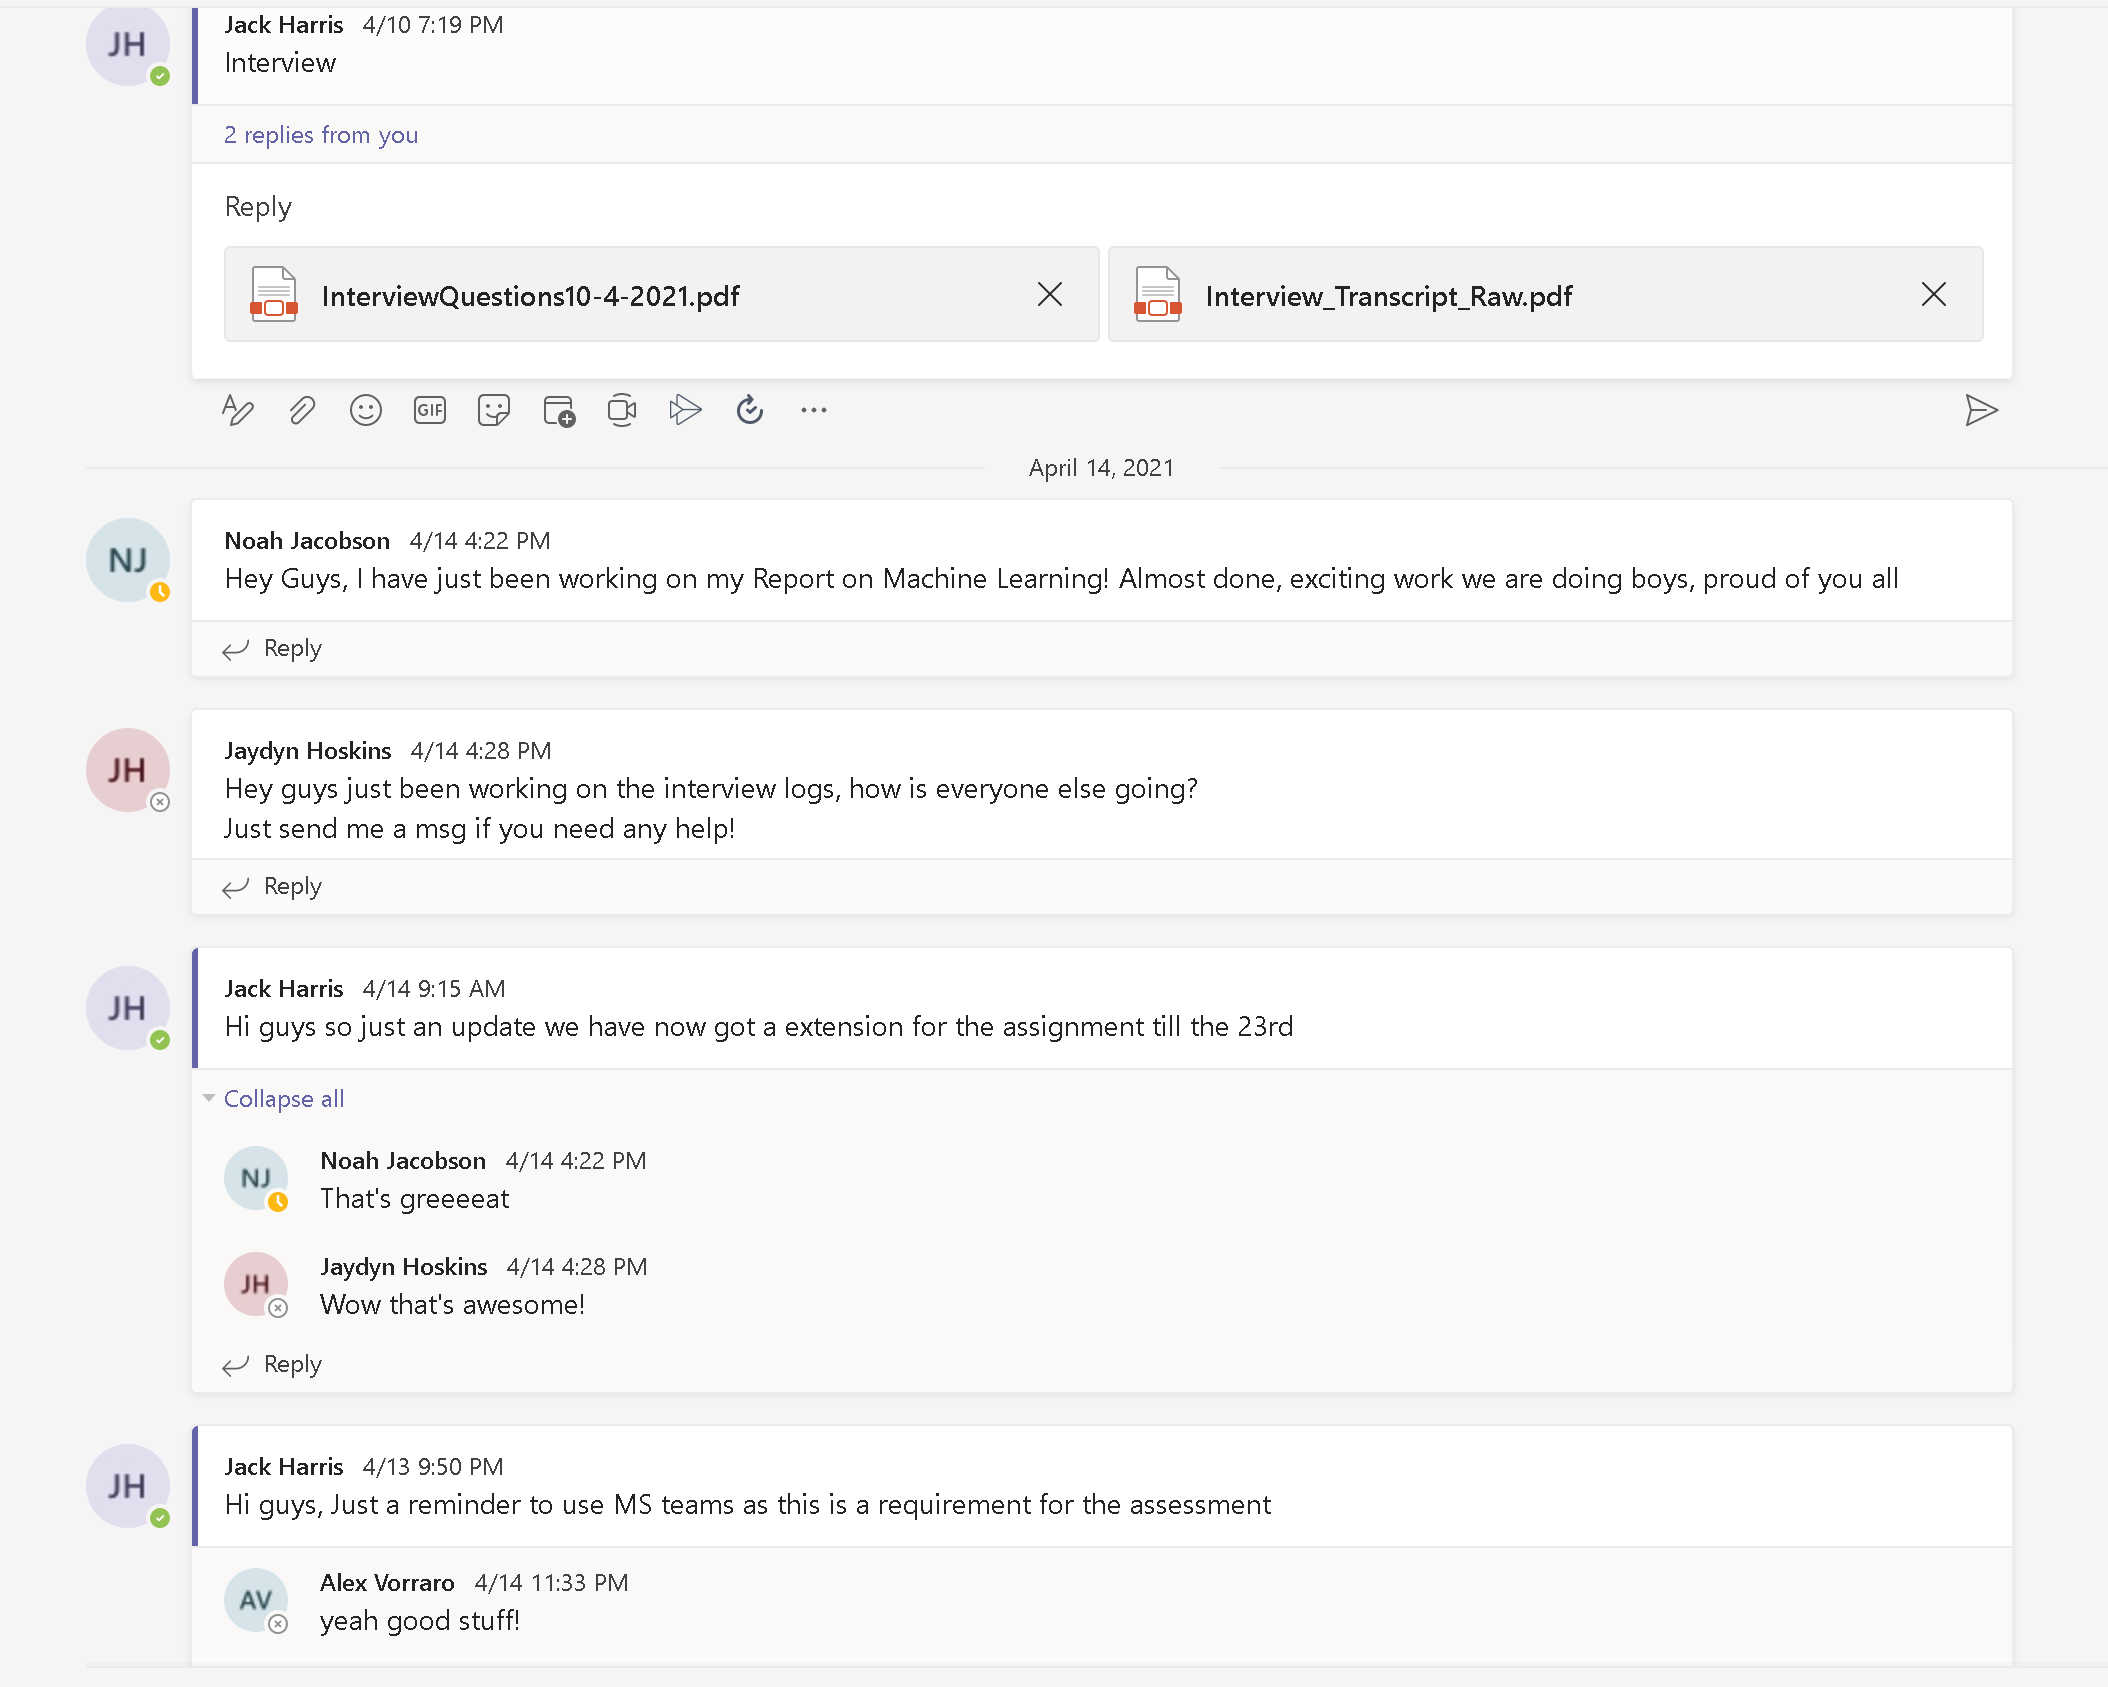 JH
Jack Harris 4/10 7:19 PM
Interview
2 replies from you
Reply
InterviewQuestions10-4-2021.pdf
Interview_Transcript_Raw.pdf
GIF
April 14, 2021
NJ
Noah Jacobson 4/14 4:22 PM
Hey Guys, I have just been working on my Report on Machine Learning! Almost done, exciting work we are doing boys, proud of you all
Reply
JH
Jaydyn Hoskins 4/14 4:28 PM
Hey guys just been working on the interview logs, how is everyone else going?
Just send me a msg if you need any help!
Reply
JH
Jack Harris 4/14 9:15 AM
Hi guys so just an update we have now got a extension for the assignment till the 23rd
Collapse all
NJ
Noah Jacobson 4/14 4:22 PM
That's greeeeat
JH
Jaydyn Hoskins 4/14 4:28 PM
Wow that's awesome!
Reply
JH
Jack Harris 4/13 9:50 PM
Hi guys, Just a reminder to use MS teams as this is a requirement for the assessment
AV
Alex Vorraro 4/14 11:33 PM
yeah good stuff!